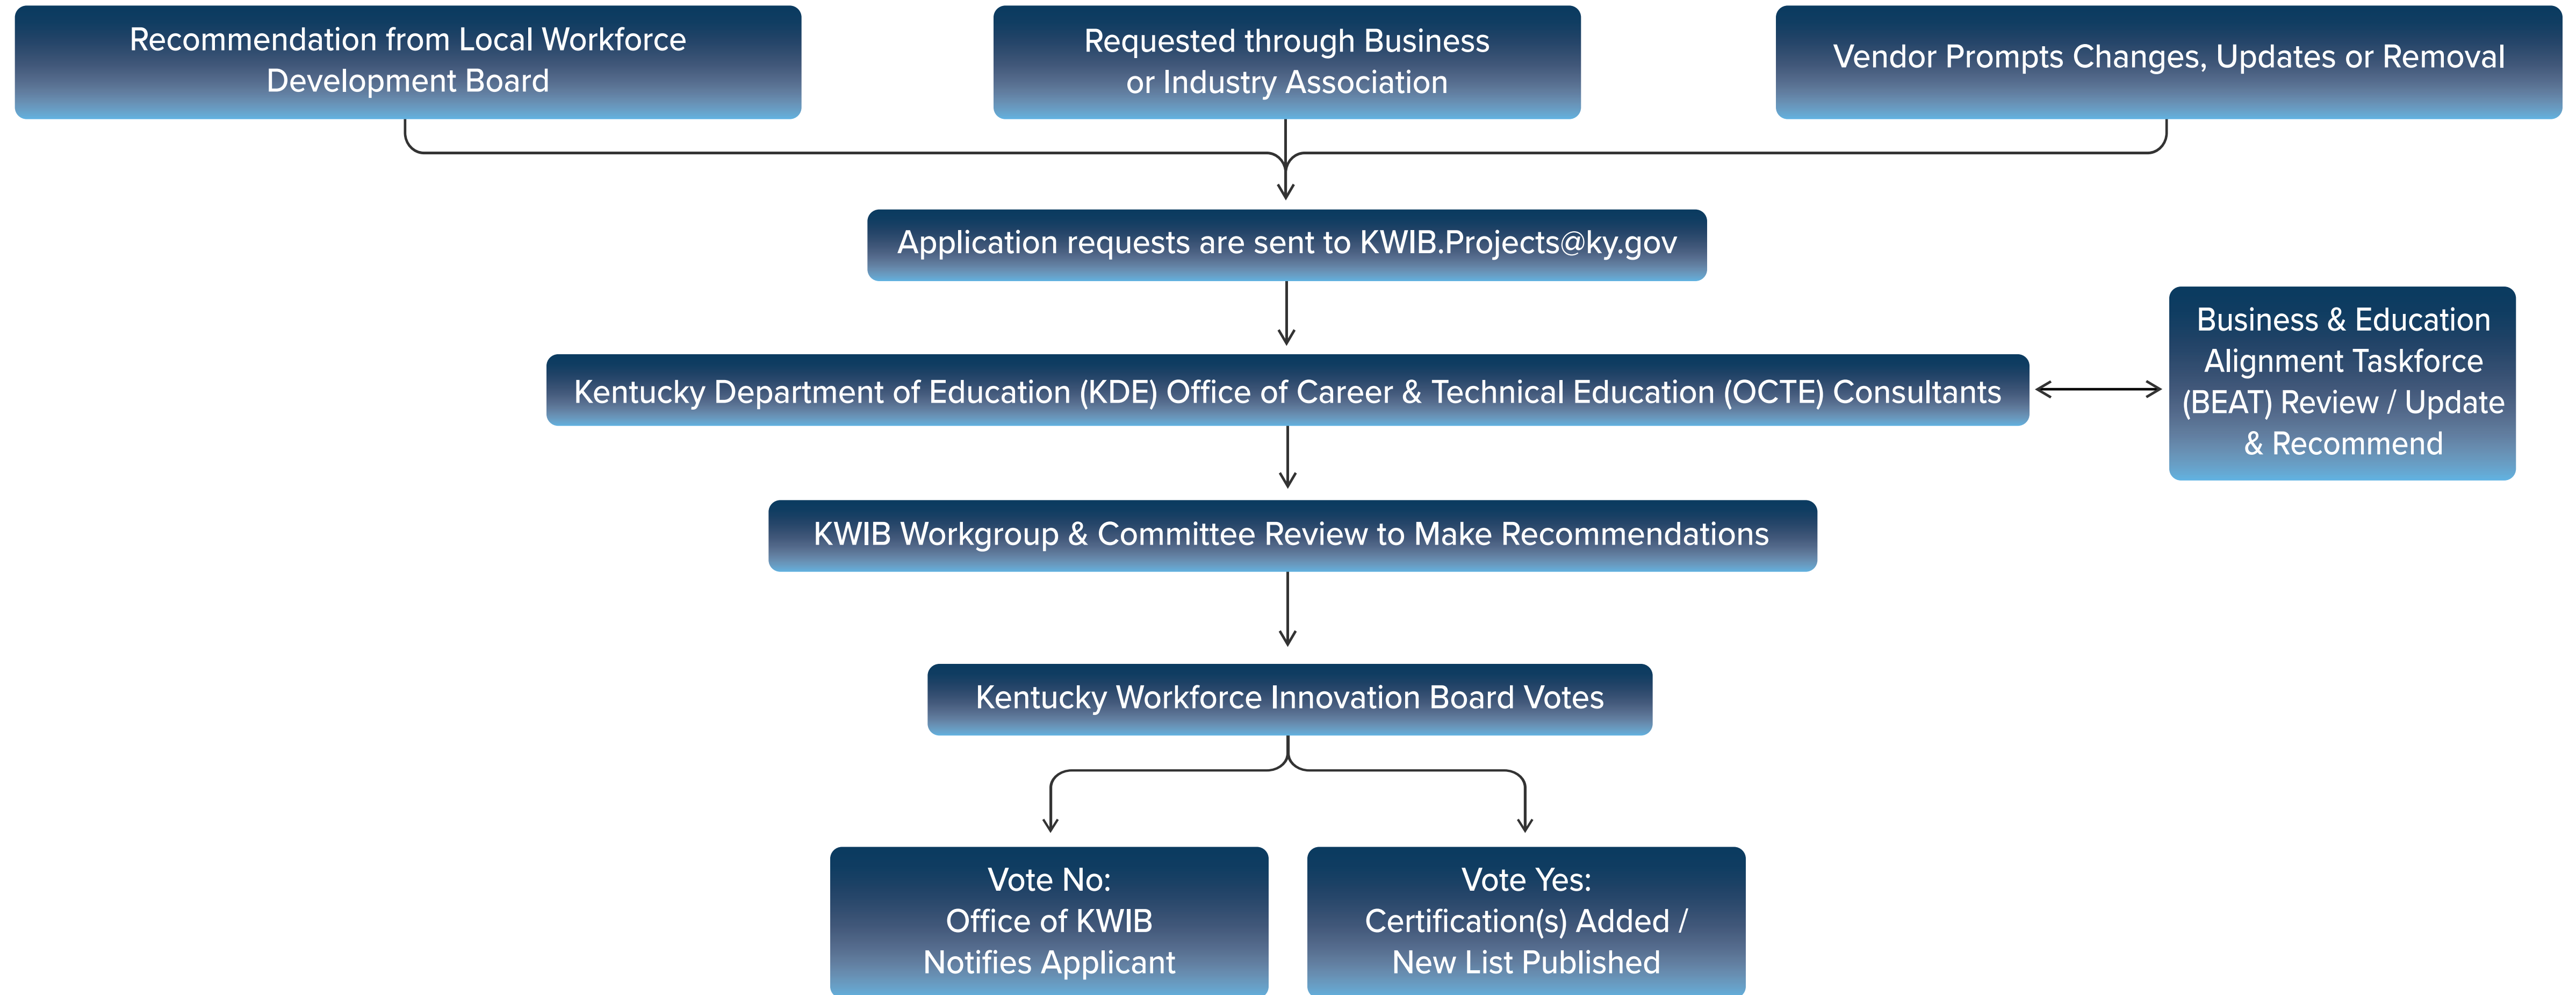 Recommendation from Local Workforce
Development Board
Requested through Business
or Industry Association
Vendor Prompts Changes, Updates or Removal
Application requests are sent to KWIB.Projects@ky.gov
Kentucky Department of Education (KDE) Office of Career & Technical Education (OCTE) Consultants
Business & Education
Alignment Taskforce
(BEAT) Review / Update
& Recommend
KWIB Workgroup & Committee Review to Make Recommendations
Kentucky Workforce Innovation Board Votes
Vote No:
Office of KWIB
Notifies Applicant
Vote Yes:
Certification(s) Added /
New List Published